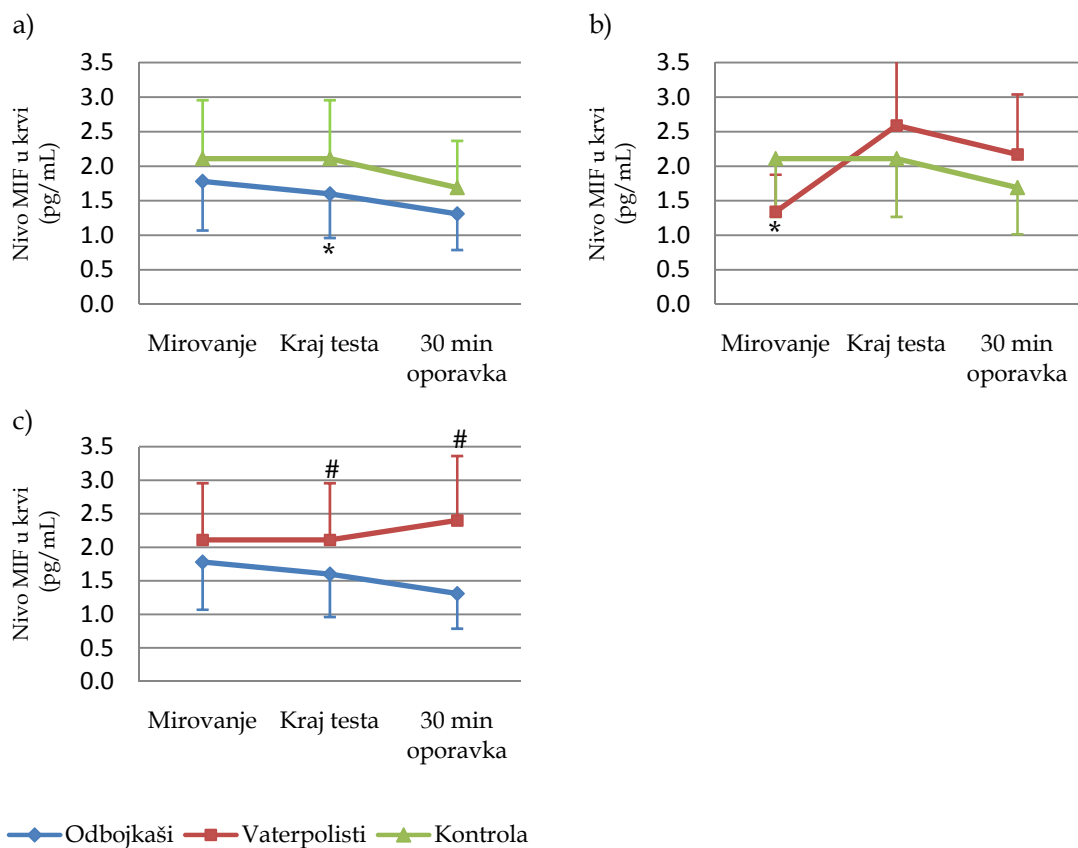 a)
Nivo MIF u krvi
(pg/mL)
3.5
3.0
2.5
2.0
1.5
1.0
0.5
0.0
*
Mirovanje Kraj testa 30 min
oporavka
b)
Nivo MIF u krvi
(pg/mL)
3.5
3.0
2.5
2.0
1.5
1.0
0.5
0.0
*
Mirovanje Kraj testa 30 min
oporavka
c)
Nivo MIF u krvi
(pg/mL)
3.5
3.0
2.5
2.0
1.5
1.0
0.5
0.0
# #
Mirovanje Kraj testa 30 min
oporavka
Odbojkaši Vaterpolisti Kontrola